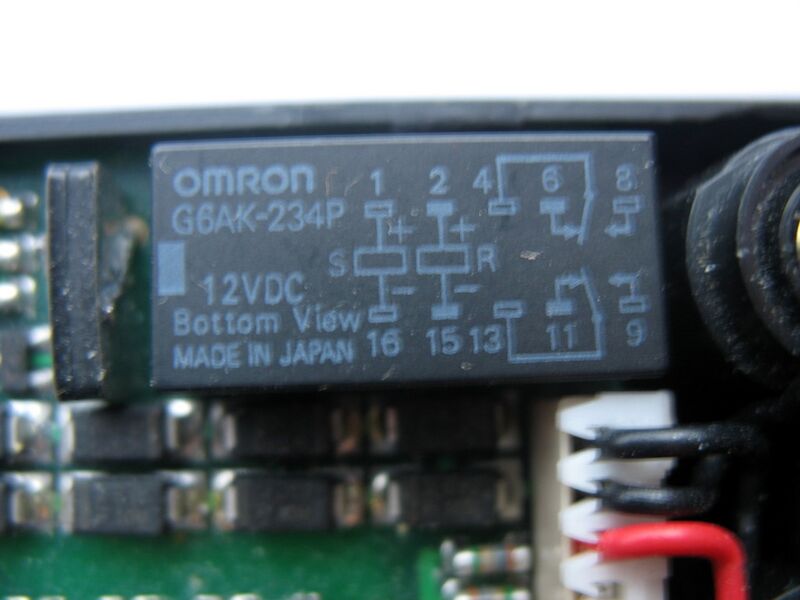 OMRON
G6AK-234P
12VDC
Bottom View
MADE IN JAPAN
1 2 4 6 8
+ +
S R
- -
16 15 13 11 9